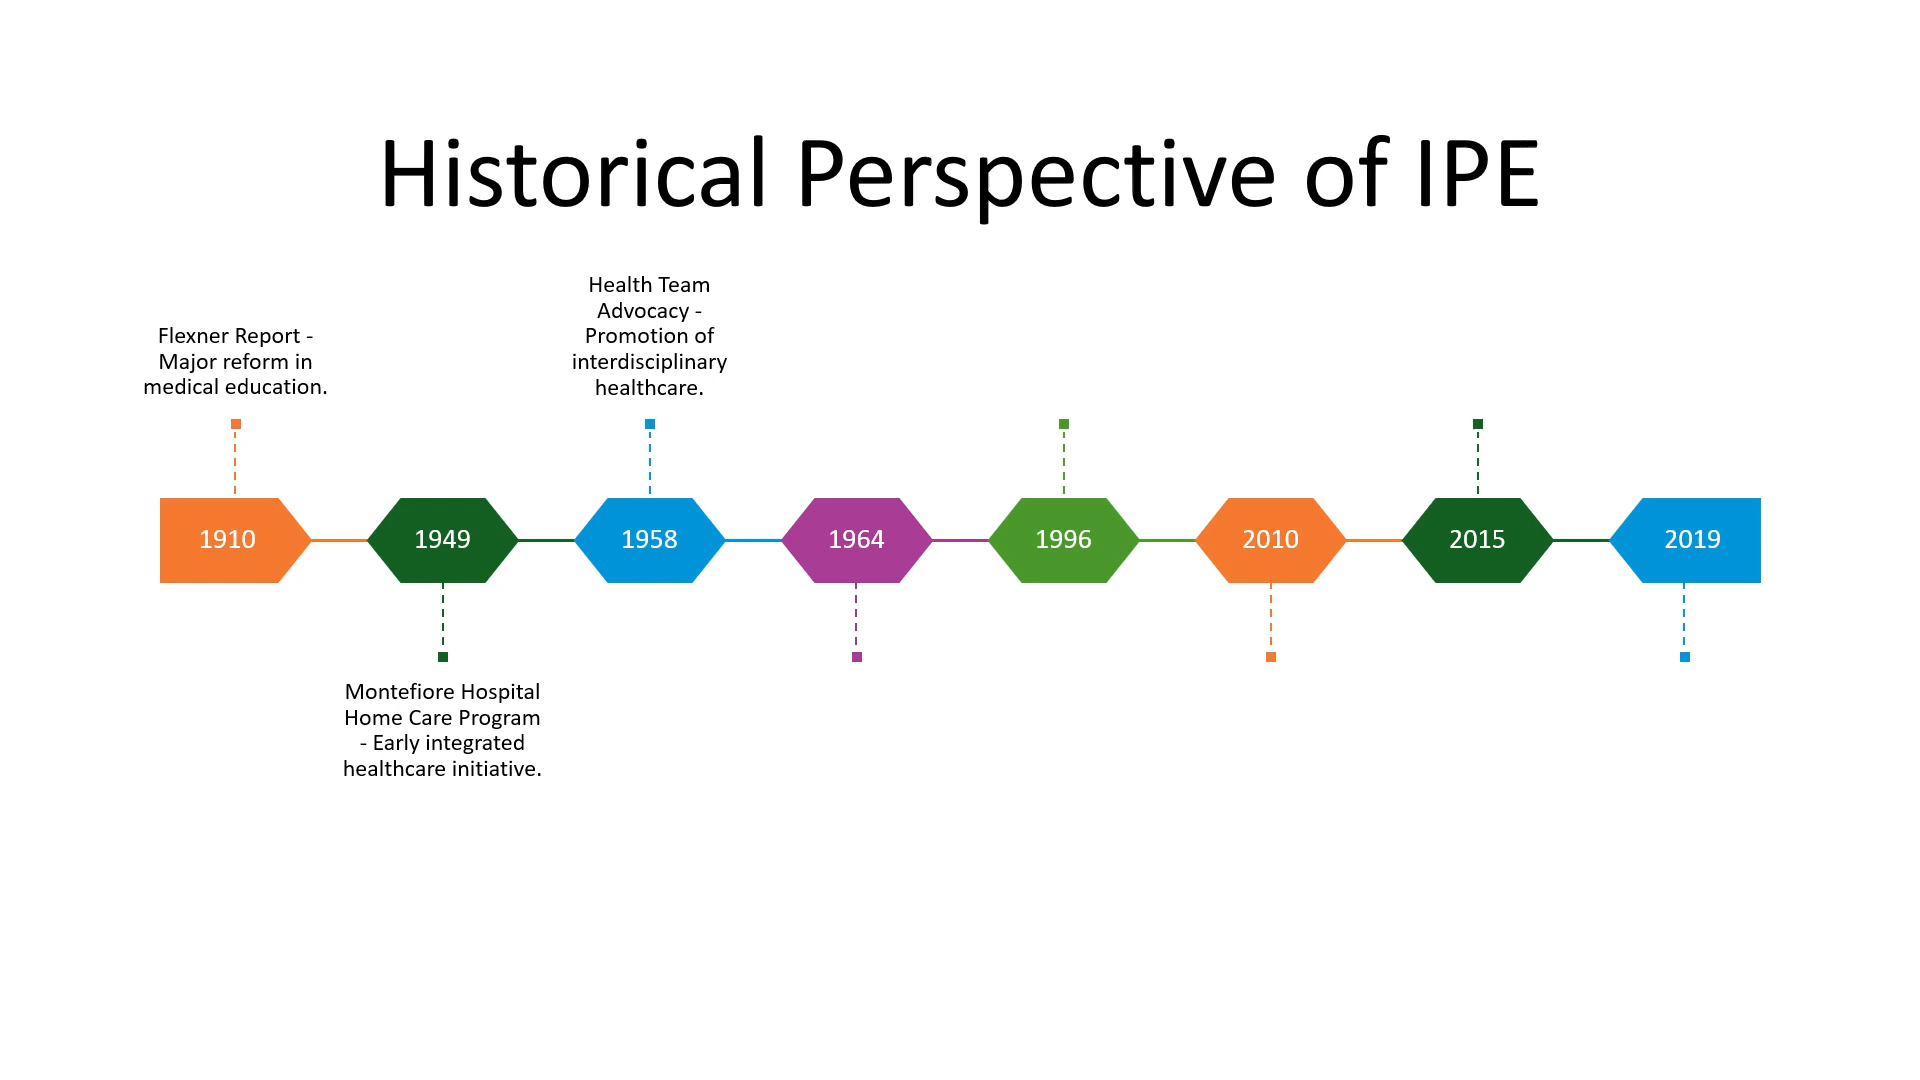 Historical Perspective of IPE
Health Team
Advocacy -
Promotion of
interdisciplinary
healthcare.
Flexner Report -
Major reform in
medical education.
1910
1949
1958
1964
1996
2010
2015
2019
Montefiore Hospital
Home Care Program
- Early integrated
healthcare initiative.